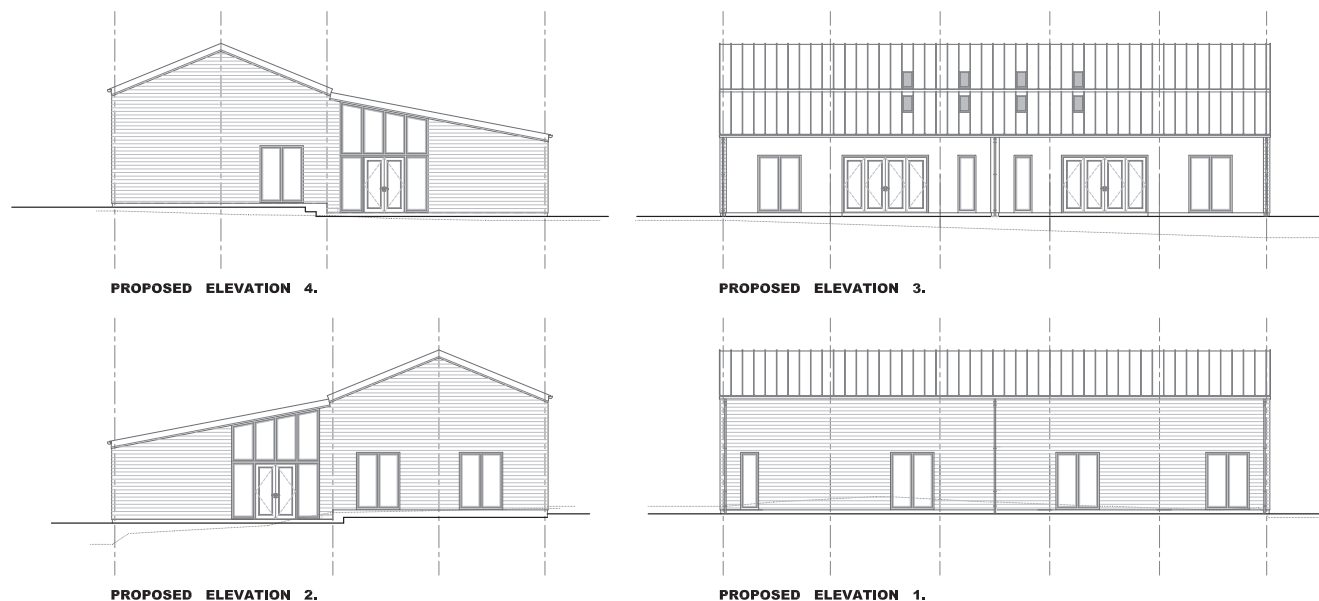 PROPOSED ELEVATION 4.
PROPOSED ELEVATION 3.
PROPOSED ELEVATION 2.
PROPOSED ELEVATION 1.